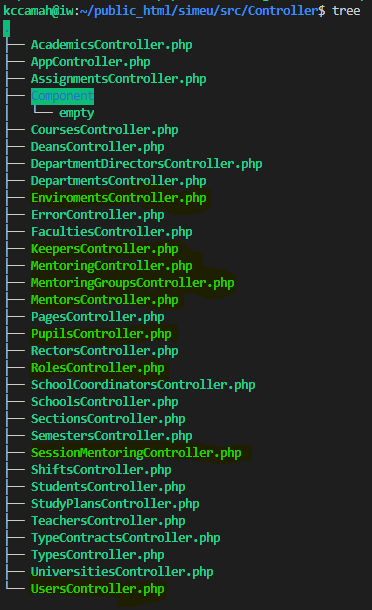 kccamah@iw:~/public_html/simeu/src/Controller$ tree
.
├── AcademicsController.php
├── AppController.php
├── AssignmentsController.php
├── Component
│   └── empty
├── CoursesController.php
├── DeansController.php
├── DepartmentDirectorsController.php
├── DepartmentsController.php
├── EnviromentsController.php
├── ErrorController.php
├── FacultiesController.php
├── KeepersController.php
├── MentoringController.php
├── MentoringGroupsController.php
├── MentorsController.php
├── PagesController.php
├── PupilsController.php
├── RectorsController.php
├── RolesController.php
├── SchoolCoordinatorsController.php
├── SchoolsController.php
├── SectionsController.php
├── SemestersController.php
├── SessionMentoringController.php
├── ShiftsController.php
├── StudentsController.php
├── StudyPlansController.php
├── TeachersController.php
├── TypeContractsController.php
├── TypesController.php
├── UniversitiesController.php
└── UsersController.php